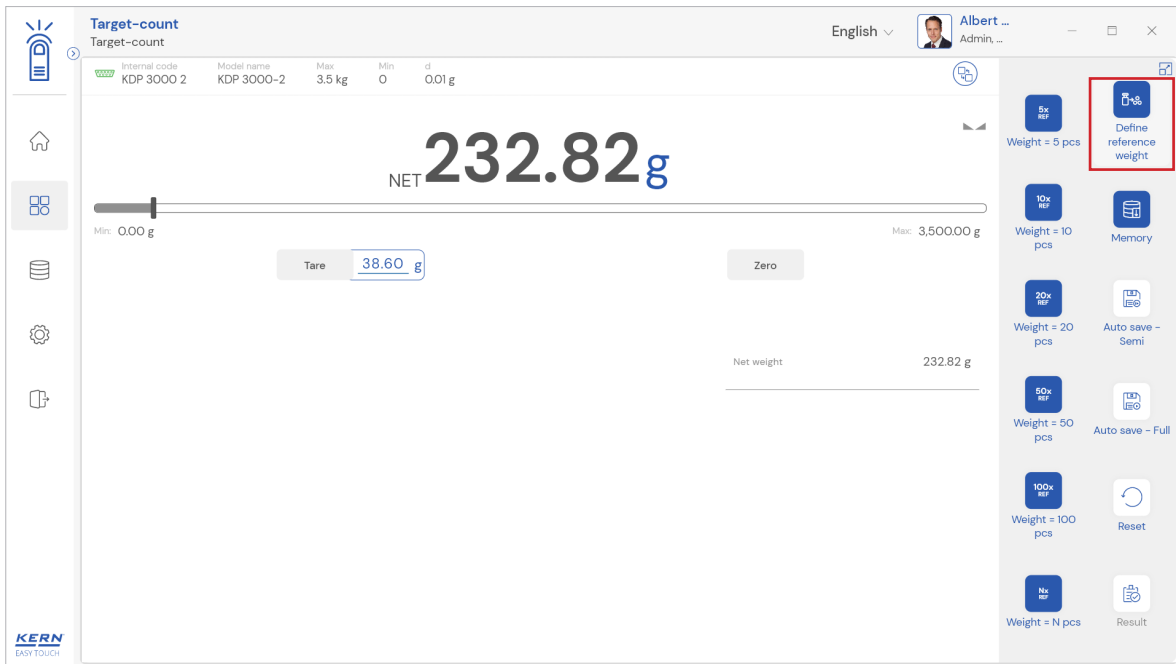 Target-count
Target-count
English
Albert ...
Admin, ...
Internal code
KDP 3000 2
Model name
KDP 3000-2
Max
3.5 kg
Min
0
d
0.01 g
NET 232.82 g
Min: 0.00 g
Max: 3,500.00 g
Tare 38.60 g
Zero
Net weight 232.82 g
5x
REF
Weight = 5 pcs
Define
reference
weight
10x
REF
Weight = 10
pcs
Memory
20x
REF
Weight = 20
pcs
Auto save -
Semi
50x
REF
Weight = 50
pcs
Auto save - Full
100x
REF
Weight = 100
pcs
Reset
Nx
REF
Weight = N pcs
Result
KERN
EASY TOUCH